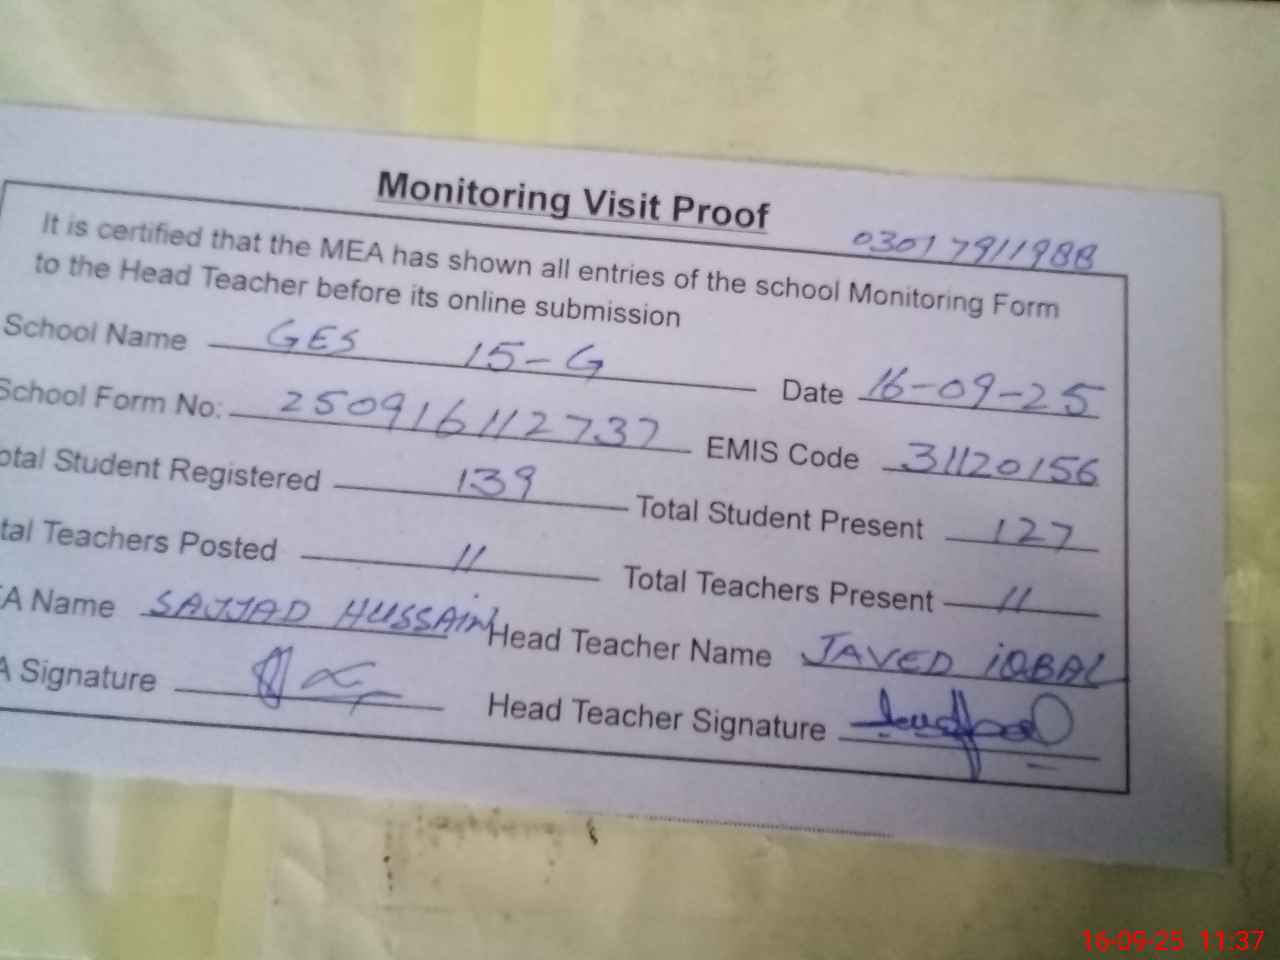 Monitoring Visit Proof
03017911988
It is certified that the MEA has shown all entries of the school Monitoring Form
to the Head Teacher before its online submission
School Name GES 15-G Date 16-09-25
School Form No: 250916112737 EMIS Code 31120156
otal Student Registered 139 Total Student Present 127
tal Teachers Posted 11 Total Teachers Present 11
A Name SAJJAD HUSSAIN Head Teacher Name JAVED iQBAL
A Signature Head Teacher Signature
16-09-25 11:37